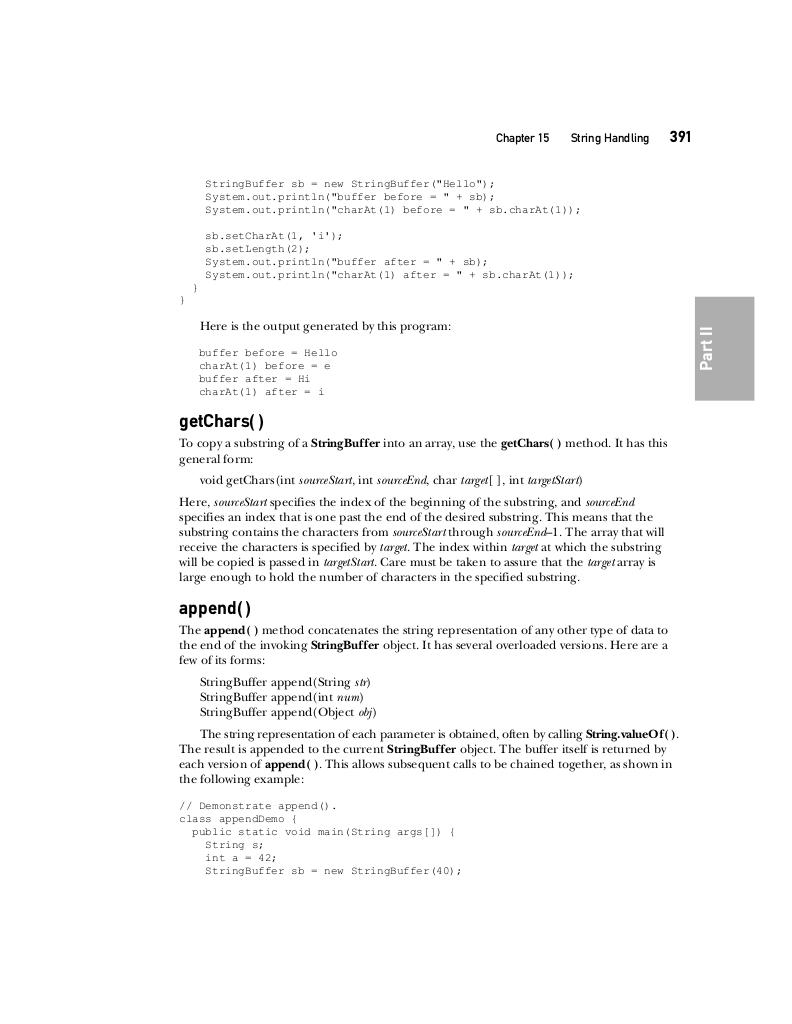 Chapter 15 String Handling 391
StringBuffer sb = new StringBuffer("Hello");
System.out.println("buffer before = " + sb);
System.out.println("charAt(1) before = " + sb.charAt(1));
sb.setCharAt(1, 'i');
sb.setLength(2);
System.out.println("buffer after = " + sb);
System.out.println("charAt(1) after = " + sb.charAt(1));
}
}
Here is the output generated by this program:
buffer before = Hello
charAt(1) before = e
buffer after = Hi
charAt(1) after = i
Part II
getChars( )
To copy a substring of a StringBuffer into an array, use the getChars( ) method. It has this
general form:
void getChars(int sourceStart, int sourceEnd, char target[ ], int targetStart)
Here, sourceStart specifies the index of the beginning of the substring, and sourceEnd
specifies an index that is one past the end of the desired substring. This means that the
substring contains the characters from sourceStart through sourceEnd–1. The array that will
receive the characters is specified by target. The index within target at which the substring
will be copied is passed in targetStart. Care must be taken to assure that the target array is
large enough to hold the number of characters in the specified substring.
append( )
The append( ) method concatenates the string representation of any other type of data to
the end of the invoking StringBuffer object. It has several overloaded versions. Here are a
few of its forms:
StringBuffer append(String str)
StringBuffer append(int num)
StringBuffer append(Object obj)
The string representation of each parameter is obtained, often by calling String.valueOf( ).
The result is appended to the current StringBuffer object. The buffer itself is returned by
each version of append( ). This allows subsequent calls to be chained together, as shown in
the following example:
// Demonstrate append().
class appendDemo {
public static void main(String args[]) {
String s;
int a = 42;
StringBuffer sb = new StringBuffer(40);